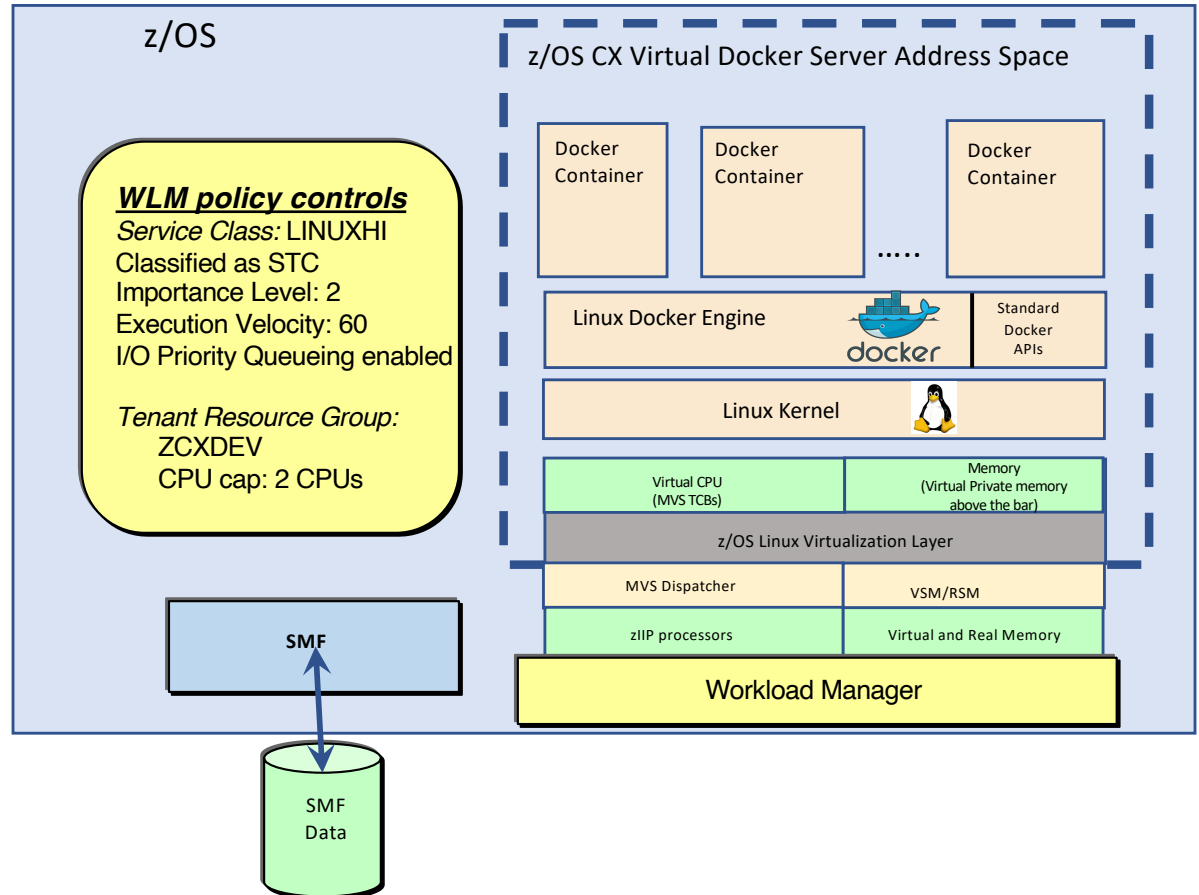 z/OS
z/OS CX Virtual Docker Server Address Space
Docker
Container
Docker
Container
Docker
Container
.....
WLM policy controls
Service Class: LINUXHI
Classified as STC
Importance Level: 2
Execution Velocity: 60
I/O Priority Queueing enabled
Tenant Resource Group:
ZCXDEV
CPU cap: 2 CPUs
Linux Docker Engine
docker
Standard
Docker
APIs
Linux Kernel
Virtual CPU
(MVS TCBs)
Memory
(Virtual Private memory
above the bar)
z/OS Linux Virtualization Layer
MVS Dispatcher
VSM/RSM
zIIP processors
Virtual and Real Memory
Workload Manager
SMF
SMF
Data